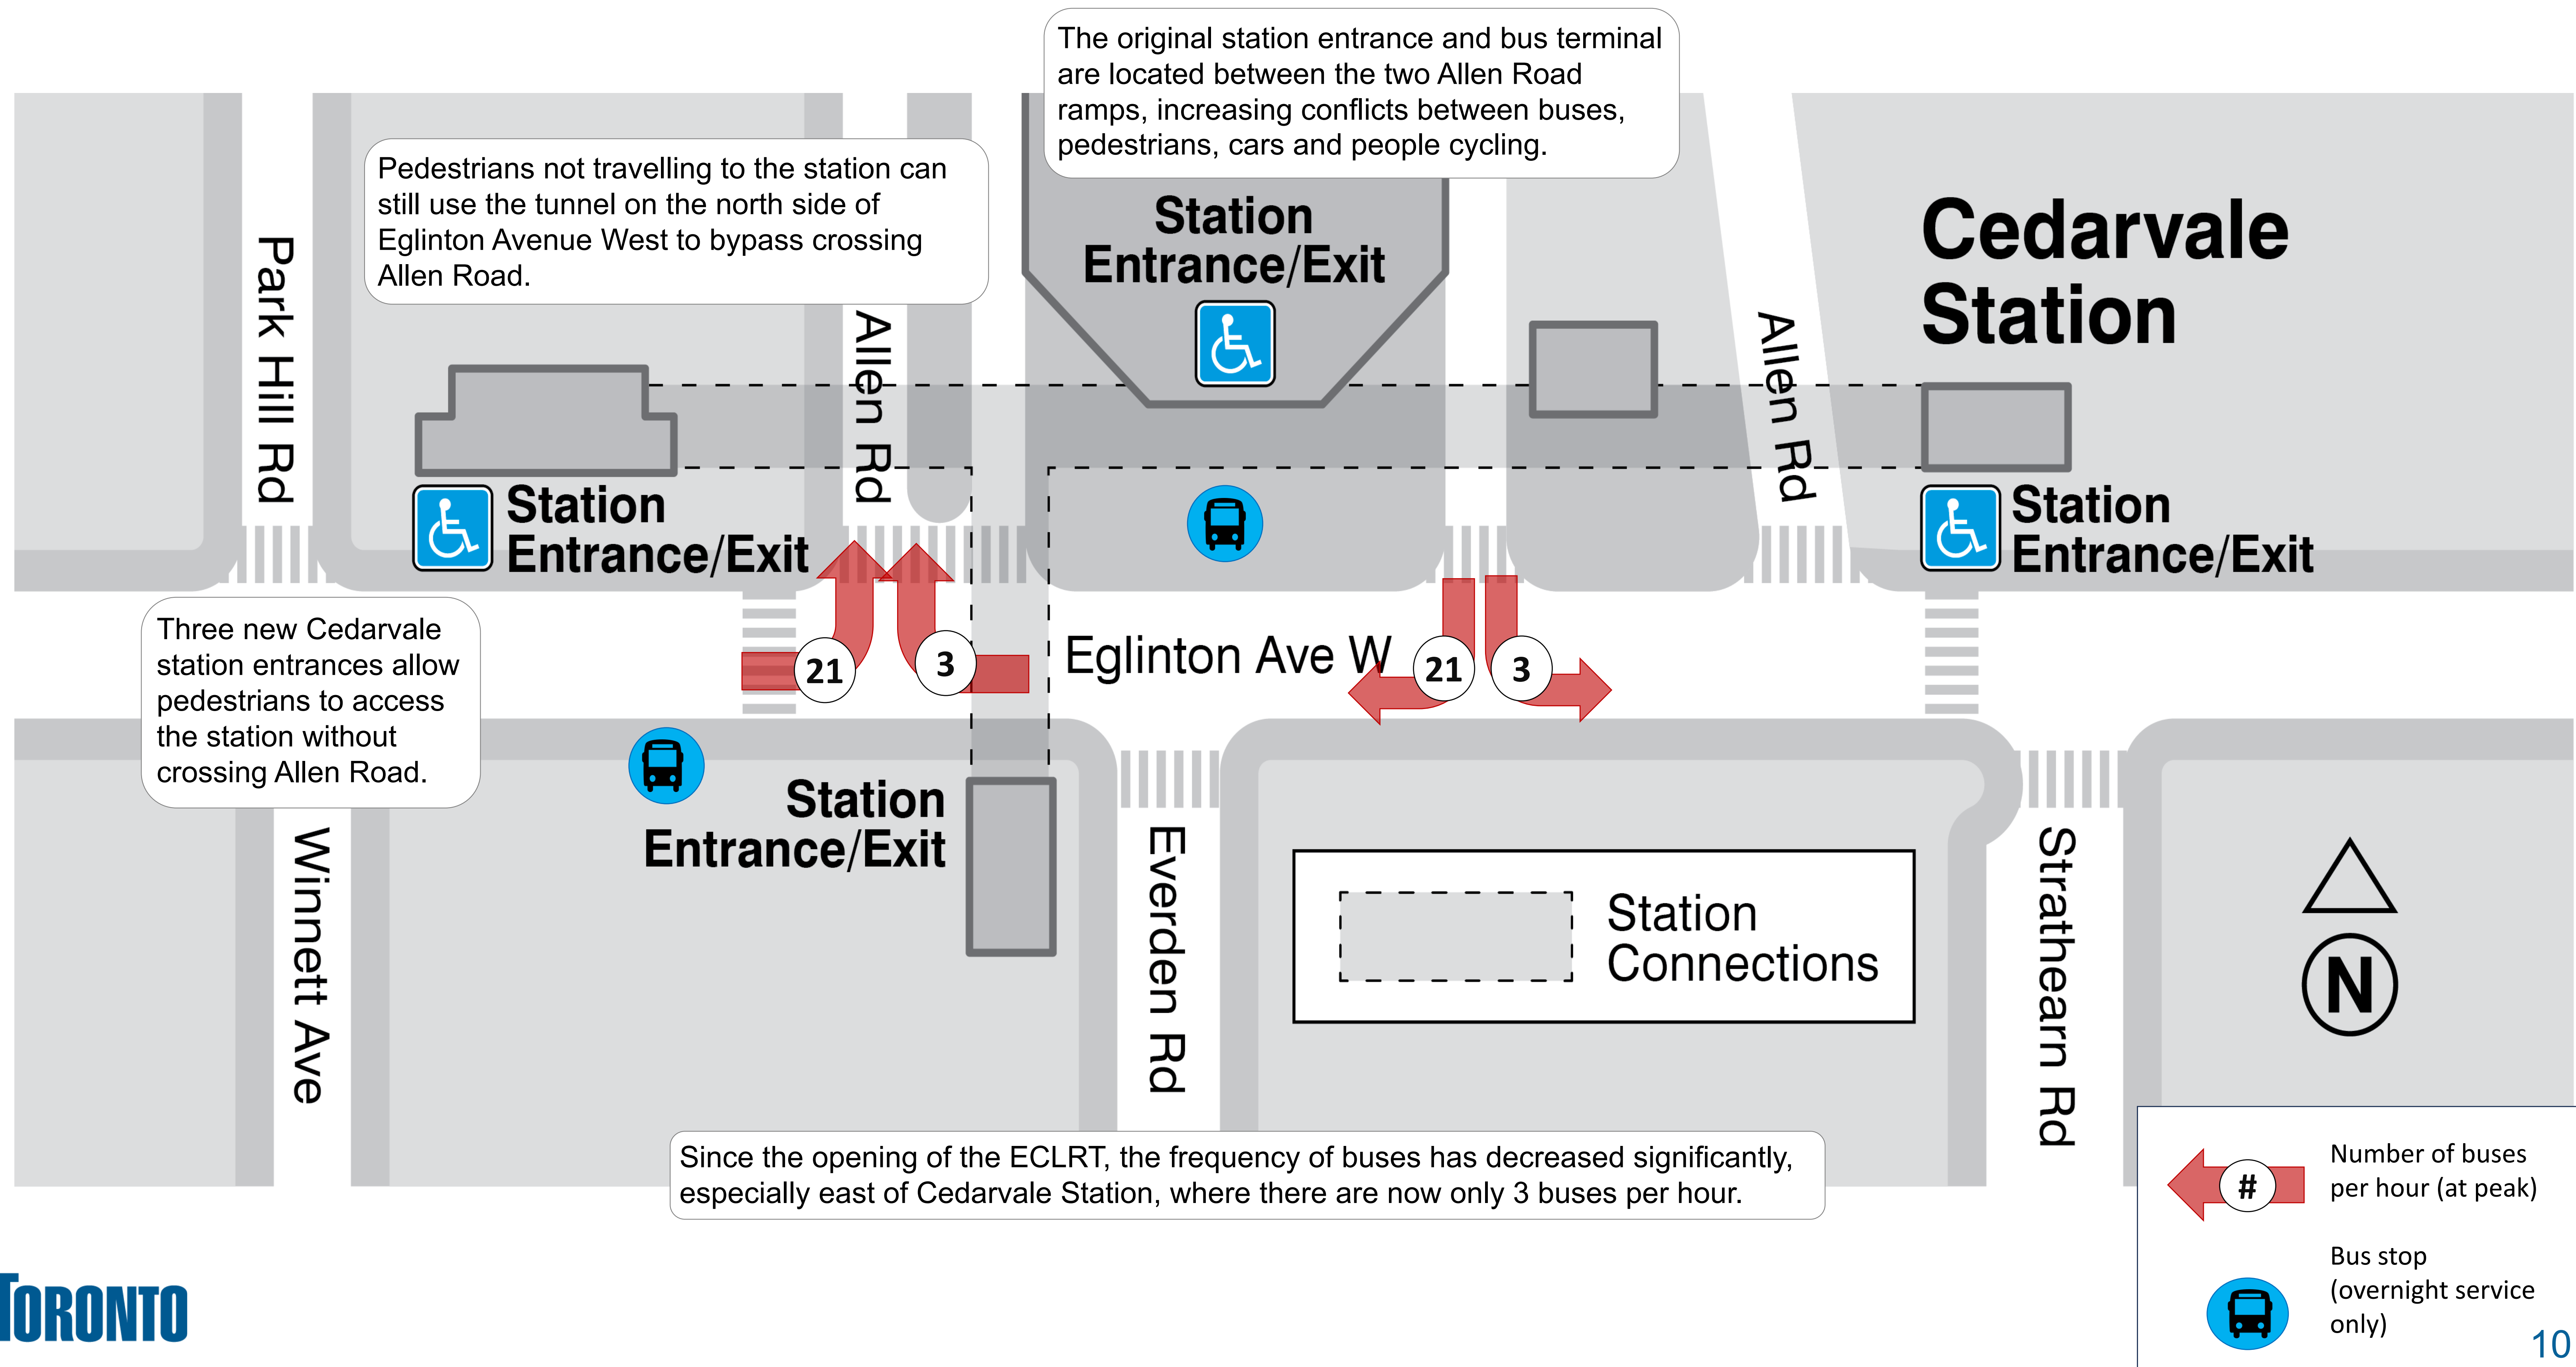 The original station entrance and bus terminal
are located between the two Allen Road
ramps, increasing conflicts between buses,
pedestrians, cars and people cycling.
Pedestrians not travelling to the station can
still use the tunnel on the north side of
Eglinton Avenue West to bypass crossing
Allen Road.
Station
Entrance/Exit
Cedarvale
Station
Park Hill Rd
Allen Rd
Allen Rd
Station
Entrance/Exit
Station
Entrance/Exit
Three new Cedarvale
station entrances allow
pedestrians to access
the station without
crossing Allen Road.
21
3
Eglinton Ave W
21
3
Station
Entrance/Exit
Winnett Ave
Everden Rd
Strathearn Rd
Station
Connections
N
Since the opening of the ECLRT, the frequency of buses has decreased significantly,
especially east of Cedarvale Station, where there are now only 3 buses per hour.
#
Number of buses
per hour (at peak)
Bus stop
(overnight service
only)
TORONTO
10